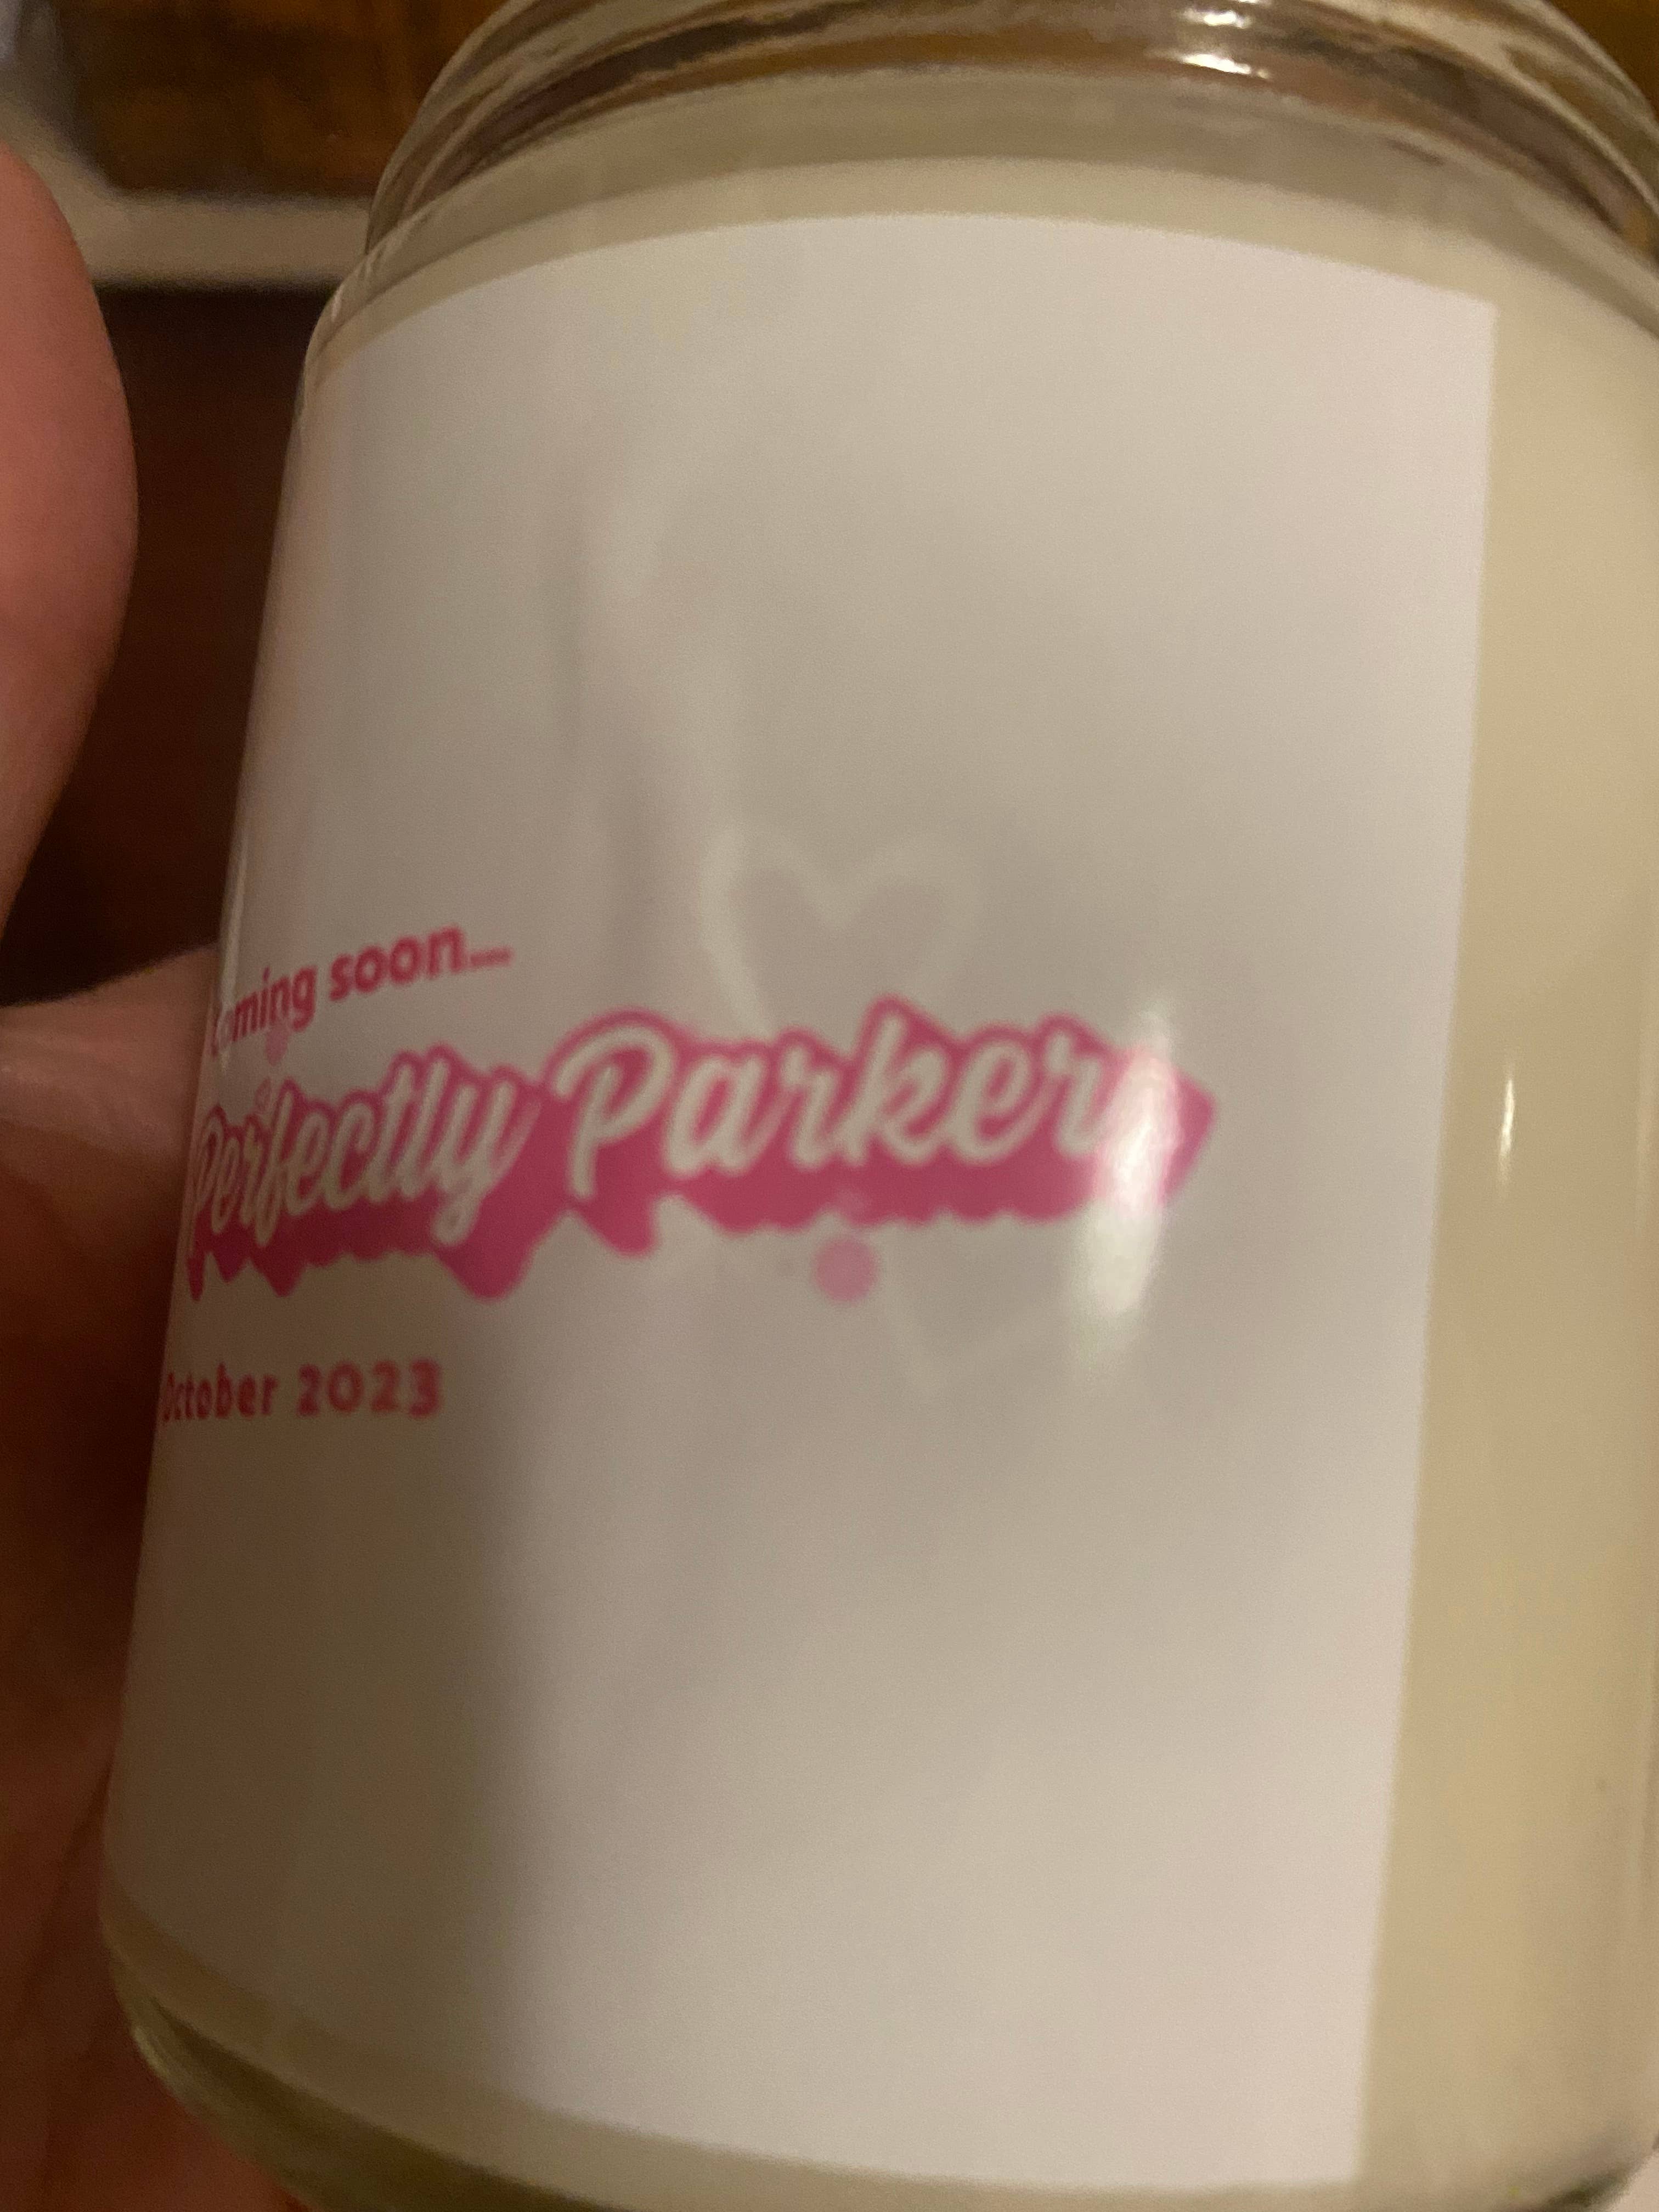 coming soon...
Perfectly Parker
October 2023